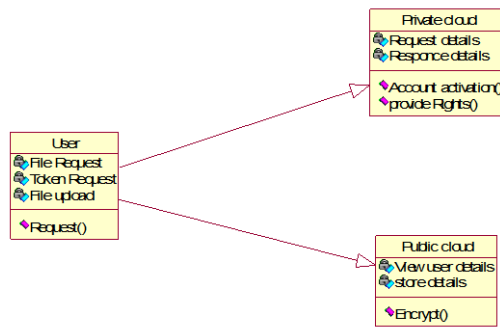 Private cloud
Request details
Responce details
Account activation()
provide Rights()
User
File Request
Token Request
File upload
Request()
Public cloud
View user details
store details
Encrypt()